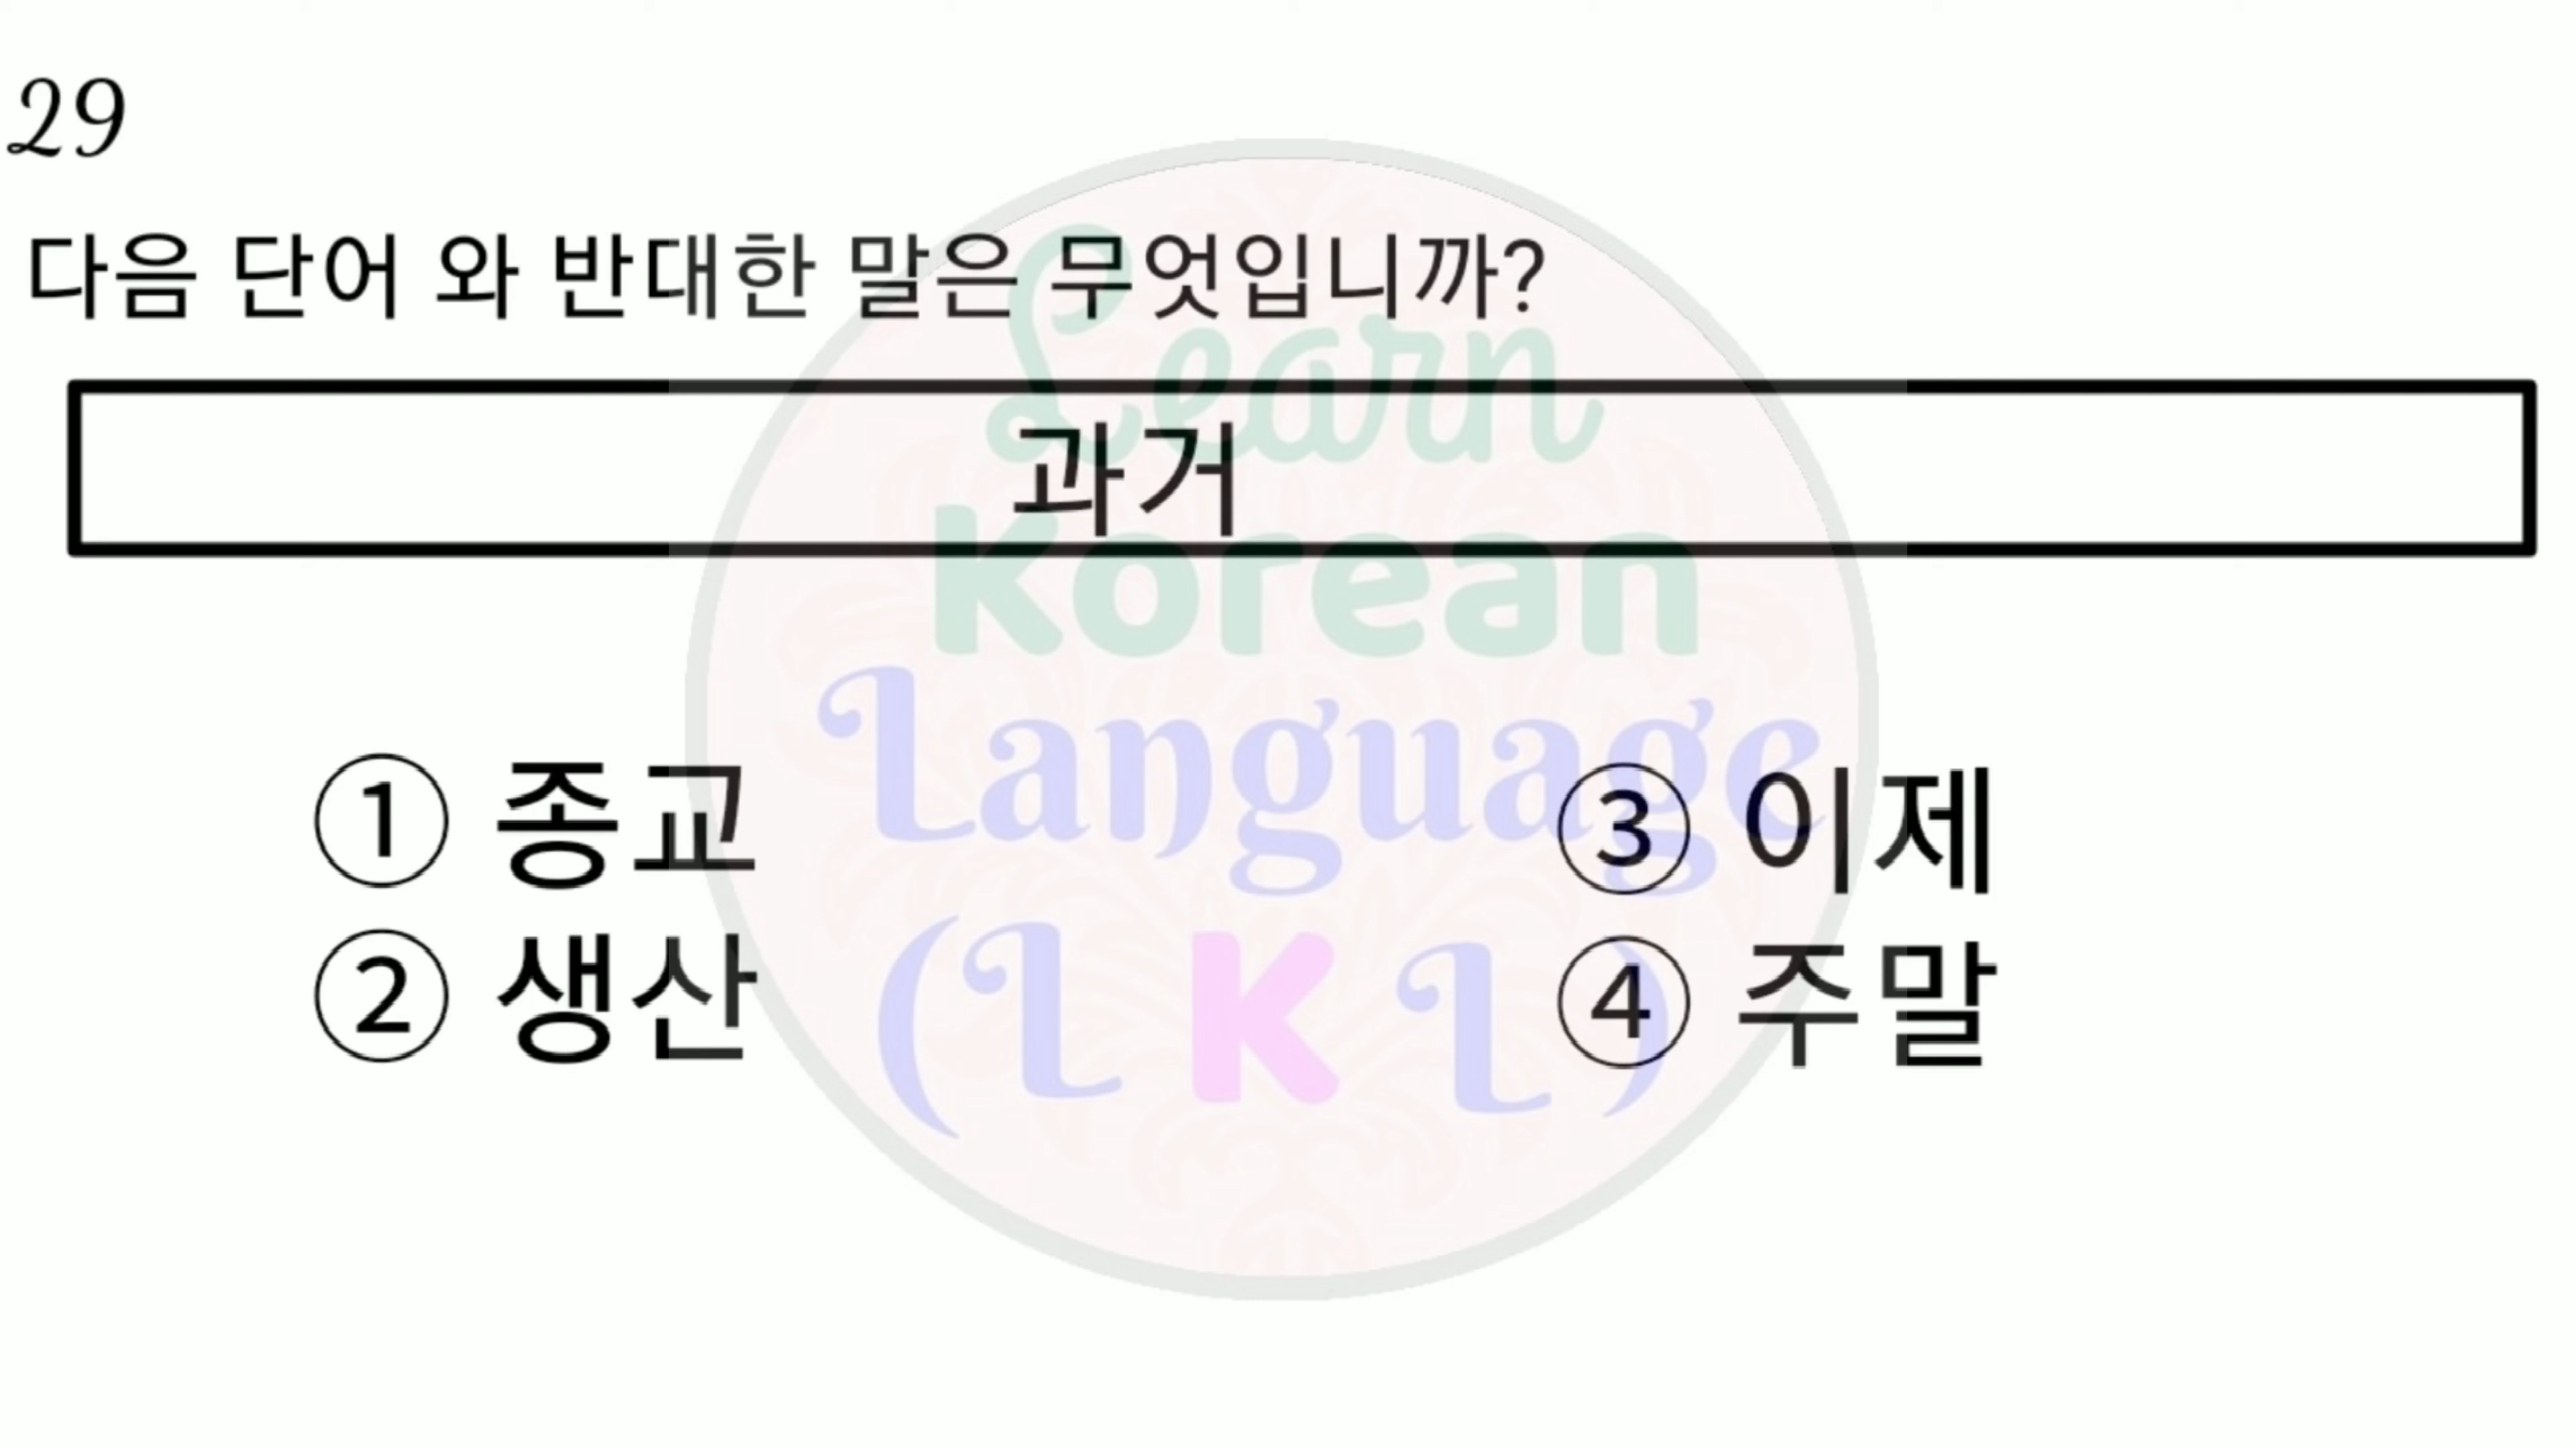 29
다음 단어 와 반대한 말은 무엇입니까?
과거
① 종교
② 생산
③ 이제
④ 주말
Learn
Korean
Language
(L K L)